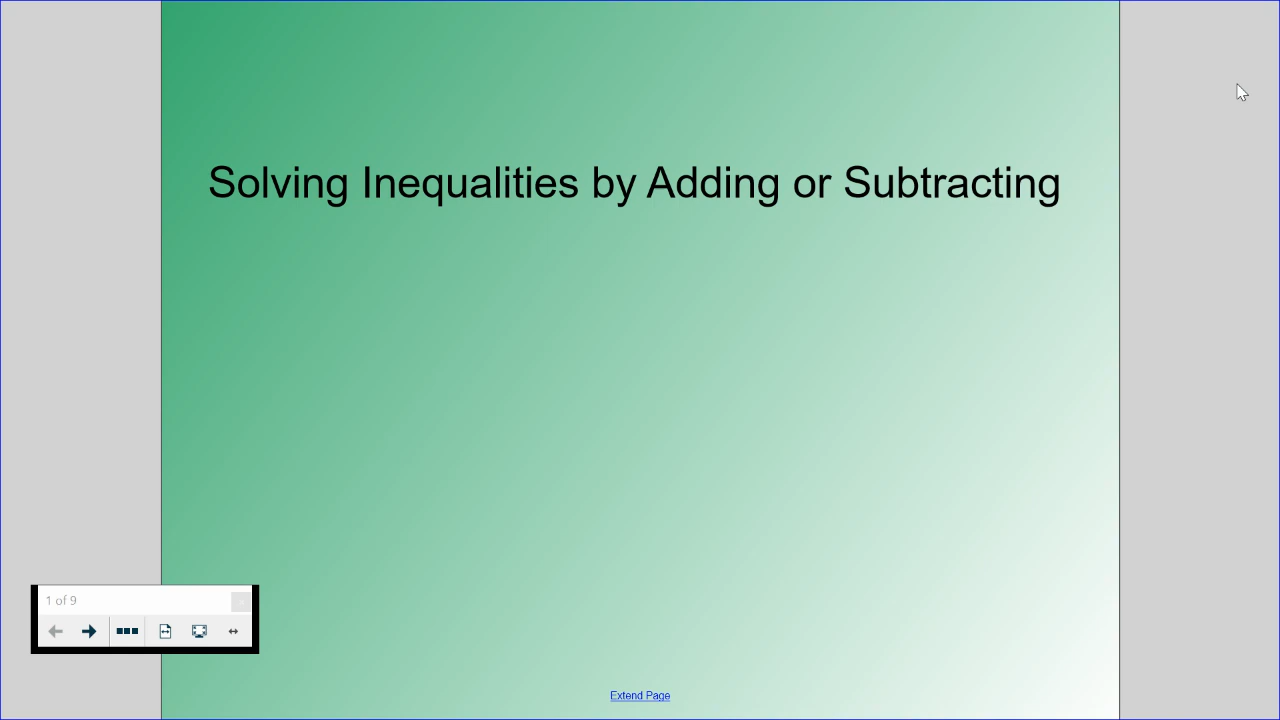 Solving Inequalities by Adding or Subtracting
1 of 9
Extend Page